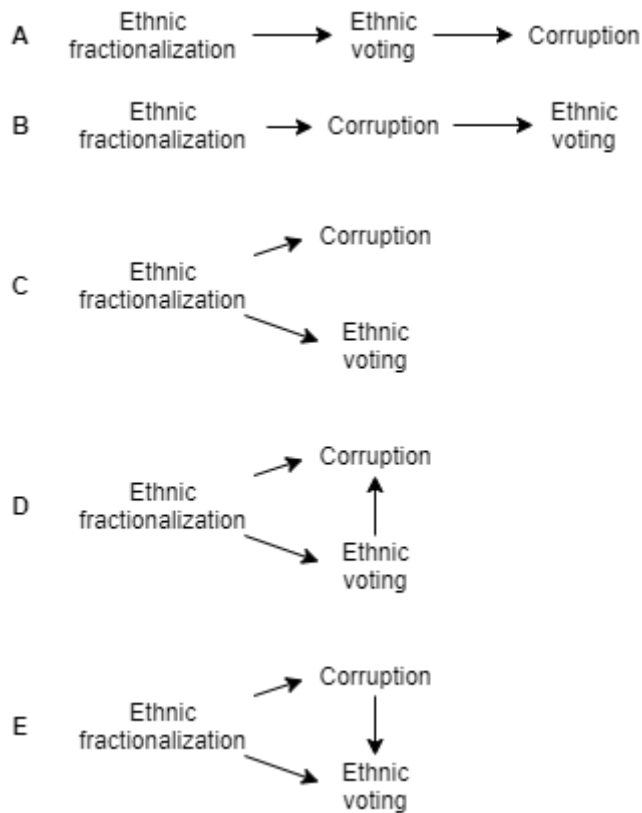 A
Ethnic
fractionalization
Ethnic
voting
Corruption
B
Ethnic
fractionalization
Corruption
Ethnic
voting
C
Ethnic
fractionalization
Corruption
Ethnic
voting
D
Ethnic
fractionalization
Corruption
Ethnic
voting
E
Ethnic
fractionalization
Corruption
Ethnic
voting